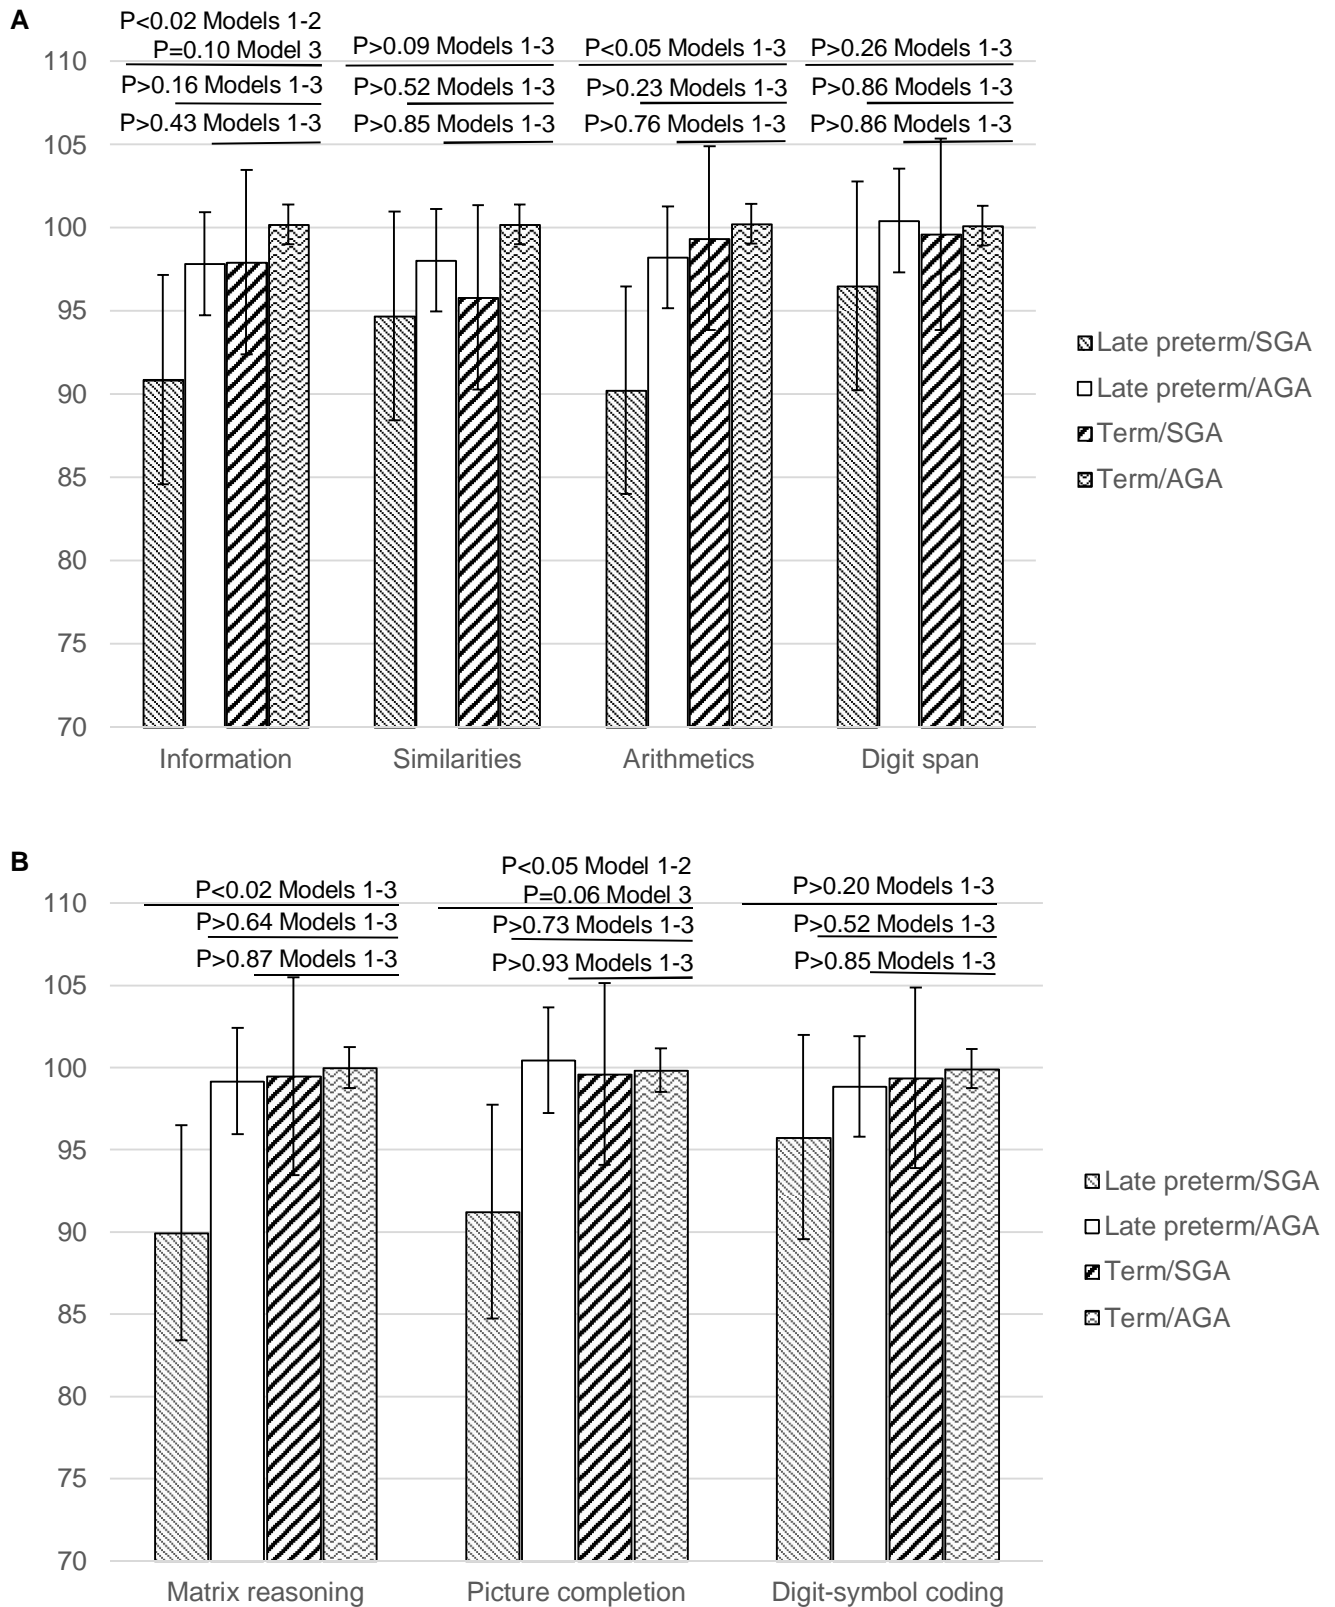 A
P<0.02 Models 1-2
P=0.10 Model 3
P>0.09 Models 1-3
P<0.05 Models 1-3
P>0.26 Models 1-3
P>0.16 Models 1-3
P>0.52 Models 1-3
P>0.23 Models 1-3
P>0.86 Models 1-3
P>0.43 Models 1-3
P>0.85 Models 1-3
P>0.76 Models 1-3
P>0.86 Models 1-3
110
105
100
95
90
85
80
75
70
Information
Similarities
Arithmetics
Digit span
Late preterm/SGA
Late preterm/AGA
Term/SGA
Term/AGA
B
P<0.02 Models 1-3
P<0.05 Model 1-2
P=0.06 Model 3
P>0.20 Models 1-3
P>0.64 Models 1-3
P>0.73 Models 1-3
P>0.52 Models 1-3
P>0.87 Models 1-3
P>0.93 Models 1-3
P>0.85 Models 1-3
110
105
100
95
90
85
80
75
70
Matrix reasoning
Picture completion
Digit-symbol coding
Late preterm/SGA
Late preterm/AGA
Term/SGA
Term/AGA